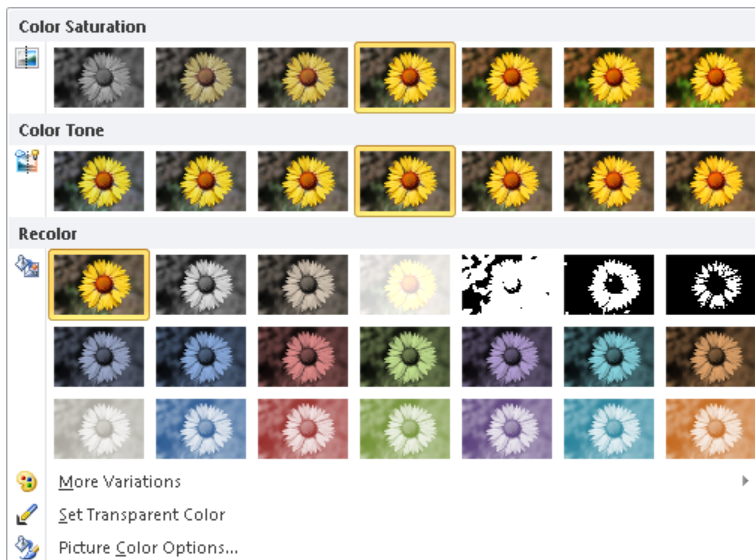 Color Saturation
Color Tone
Recolor
More Variations
Set Transparent Color
Picture Color Options...